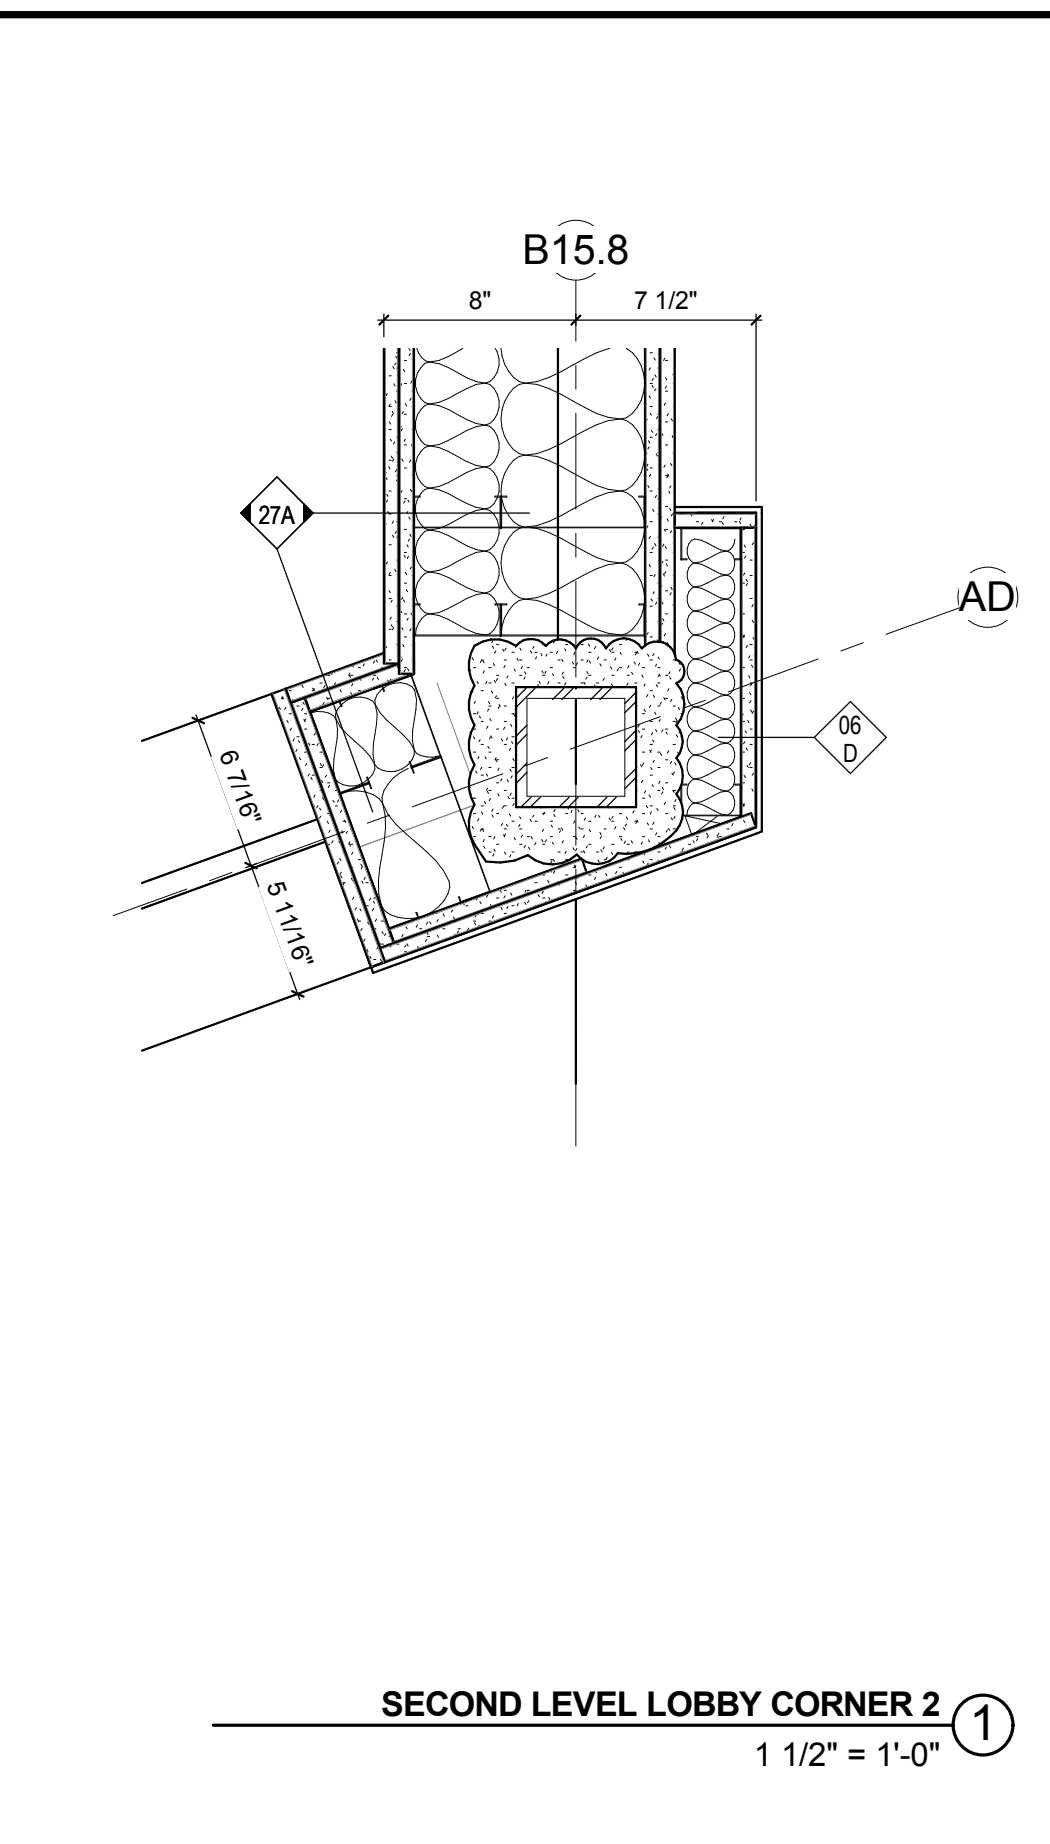 B15.8
8"
7 1/2"
27A
AD
06
D
6 7/16"
5 11/16"
SECOND LEVEL LOBBY CORNER 2
1
1 1/2" = 1'-0"